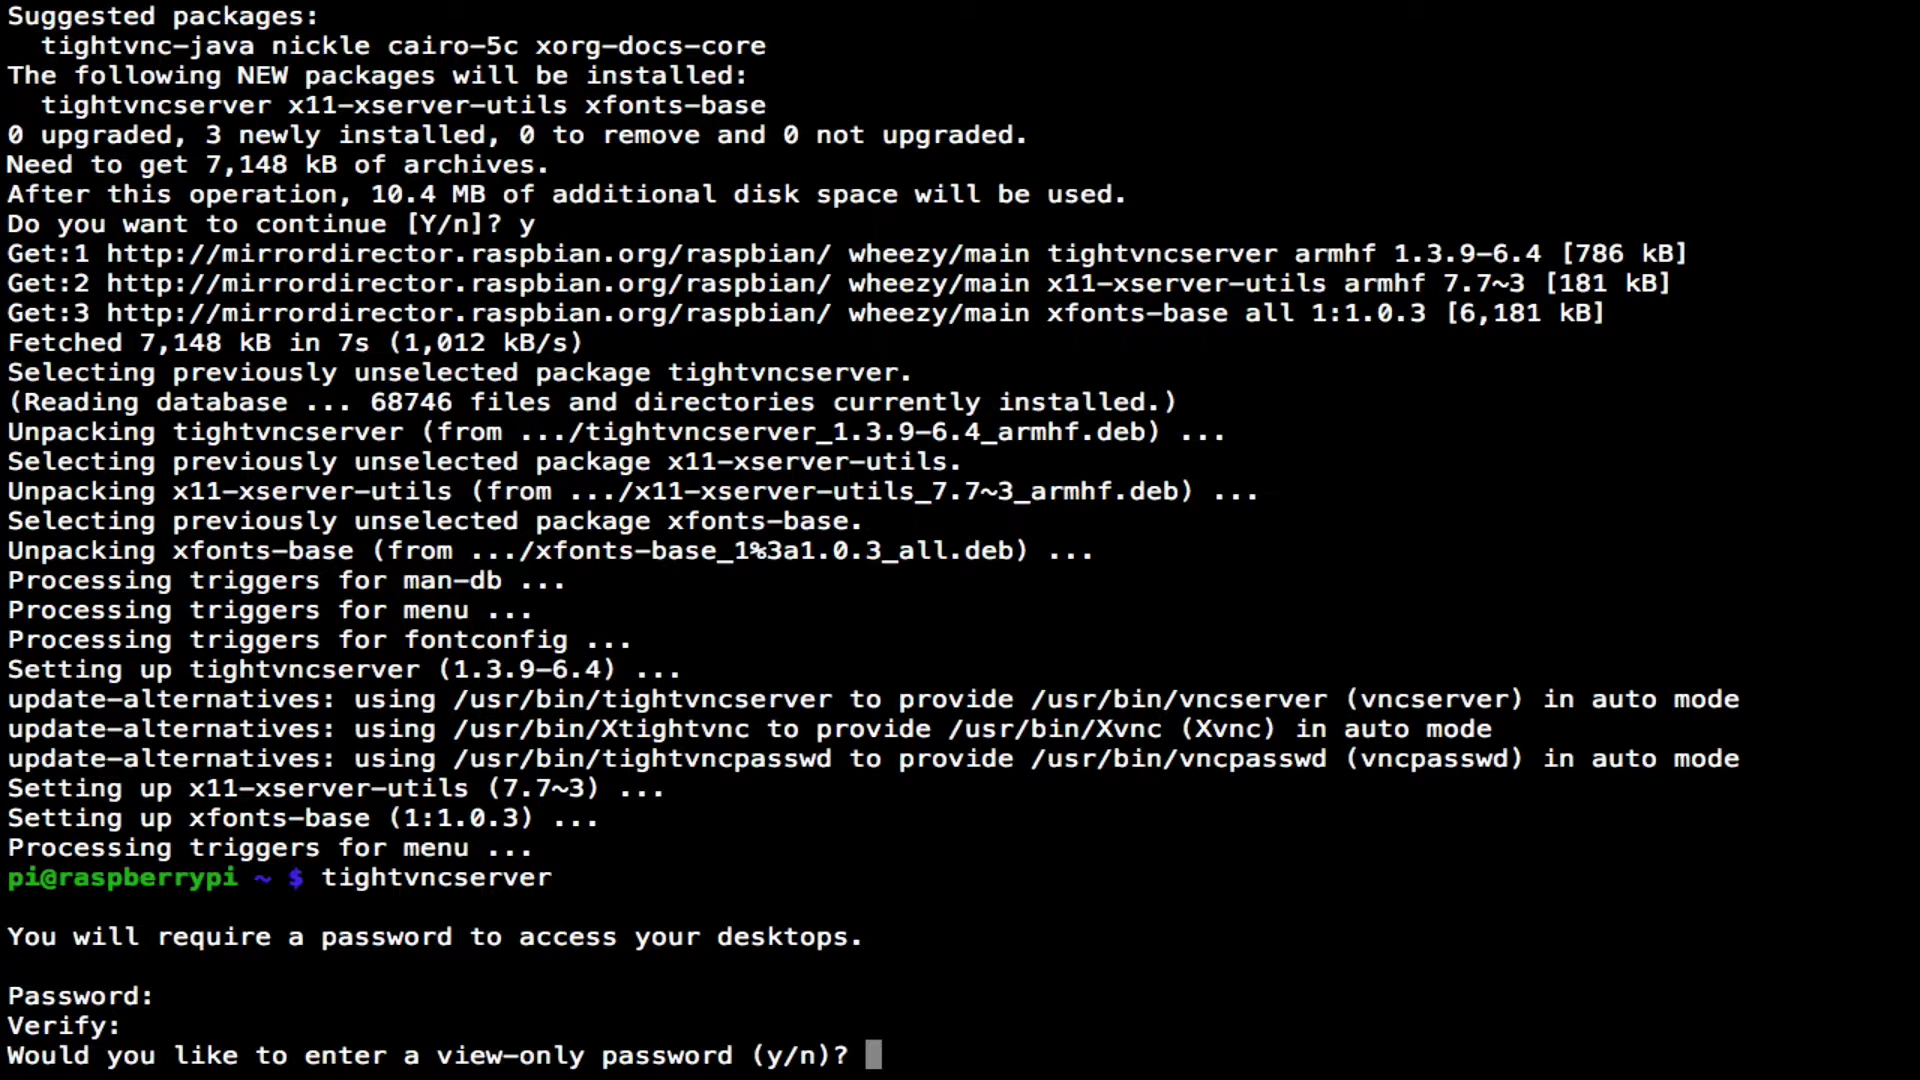 Suggested packages:
  tightvnc-java nickle cairo-5c xorg-docs-core
The following NEW packages will be installed:
  tightvncserver x11-xserver-utils xfonts-base
0 upgraded, 3 newly installed, 0 to remove and 0 not upgraded.
Need to get 7,148 kB of archives.
After this operation, 10.4 MB of additional disk space will be used.
Do you want to continue [Y/n]? y
Get:1 http://mirrordirector.raspbian.org/raspbian/ wheezy/main tightvncserver armhf 1.3.9-6.4 [786 kB]
Get:2 http://mirrordirector.raspbian.org/raspbian/ wheezy/main x11-xserver-utils armhf 7.7~3 [181 kB]
Get:3 http://mirrordirector.raspbian.org/raspbian/ wheezy/main xfonts-base all 1:1.0.3 [6,181 kB]
Fetched 7,148 kB in 7s (1,012 kB/s)
Selecting previously unselected package tightvncserver.
(Reading database ... 68746 files and directories currently installed.)
Unpacking tightvncserver (from .../tightvncserver_1.3.9-6.4_armhf.deb) ...
Selecting previously unselected package x11-xserver-utils.
Unpacking x11-xserver-utils (from .../x11-xserver-utils_7.7~3_armhf.deb) ...
Selecting previously unselected package xfonts-base.
Unpacking xfonts-base (from .../xfonts-base_1%3a1.0.3_all.deb) ...
Processing triggers for man-db ...
Processing triggers for menu ...
Processing triggers for fontconfig ...
Setting up tightvncserver (1.3.9-6.4) ...
update-alternatives: using /usr/bin/tightvncserver to provide /usr/bin/vncserver (vncserver) in auto mode
update-alternatives: using /usr/bin/Xtightvnc to provide /usr/bin/Xvnc (Xvnc) in auto mode
update-alternatives: using /usr/bin/tightvncpasswd to provide /usr/bin/vncpasswd (vncpasswd) in auto mode
Setting up x11-xserver-utils (7.7~3) ...
Setting up xfonts-base (1:1.0.3) ...
Processing triggers for menu ...
pi@raspberrypi ~ $ tightvncserver

You will require a password to access your desktops.

Password:
Verify:
Would you like to enter a view-only password (y/n)?